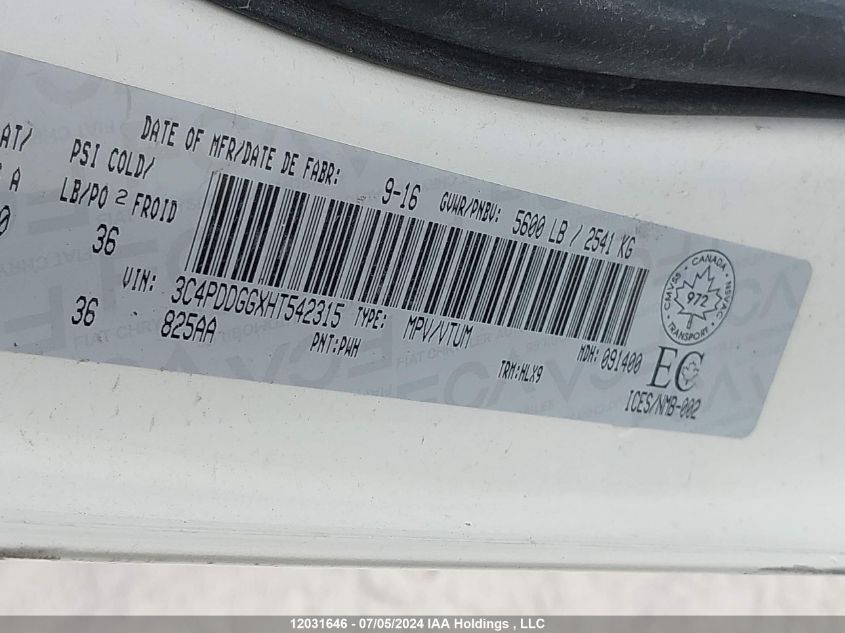 DATE OF MFR/DATE DE FABR: 9-16 GVWR/PNBV: 5600 LB / 2541 KG
AT/ PSI COLD/
A LB/PO 2 FROID
36
VIN: 3C4PDDGGXHT542315 TYPE: MPV/VTUM MDH: 091400
36 825AA PNT: PWH TRM: HLX9
CMVSS CANADA NSVAC
972
TRANSPORT
EC
ICES/NMB-002
12031646 - 07/05/2024 IAA Holdings , LLC